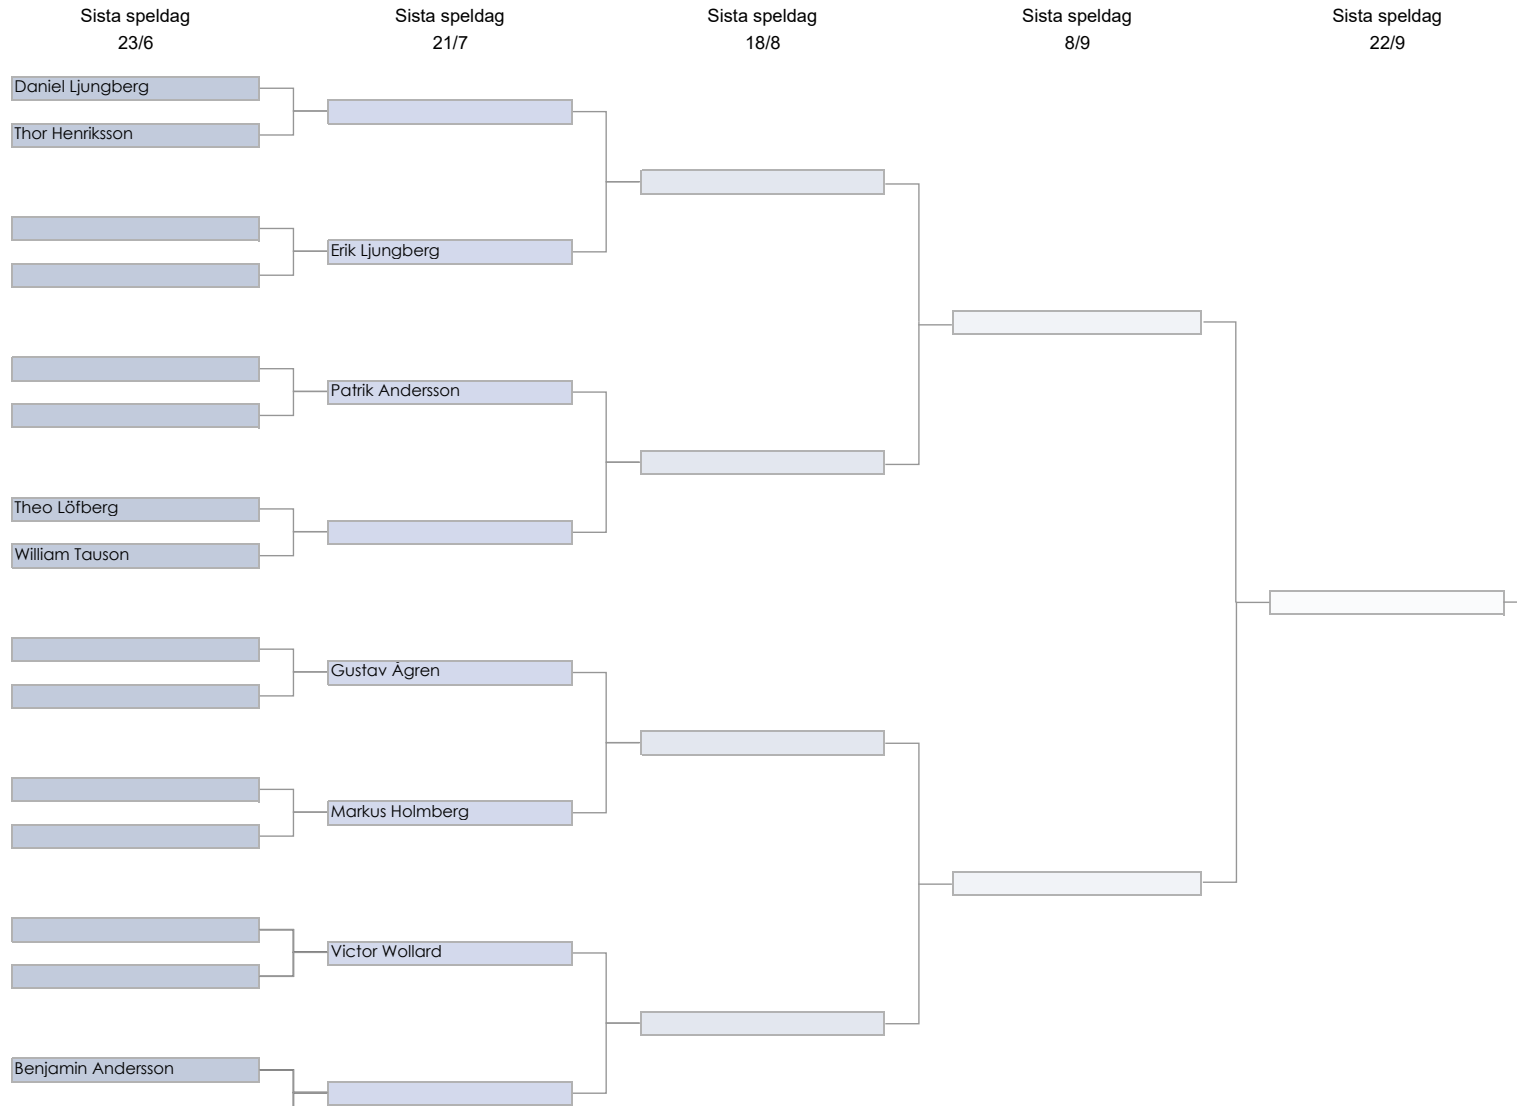 Sista speldag Sista speldag Sista speldag Sista speldag Sista speldag
23/6 21/7 18/8 8/9 22/9
Daniel Ljungberg
Thor Henriksson
Erik Ljungberg
Patrik Andersson
Theo Löfberg
William Tauson
Gustav Ågren
Markus Holmberg
Victor Wollard
Benjamin Andersson